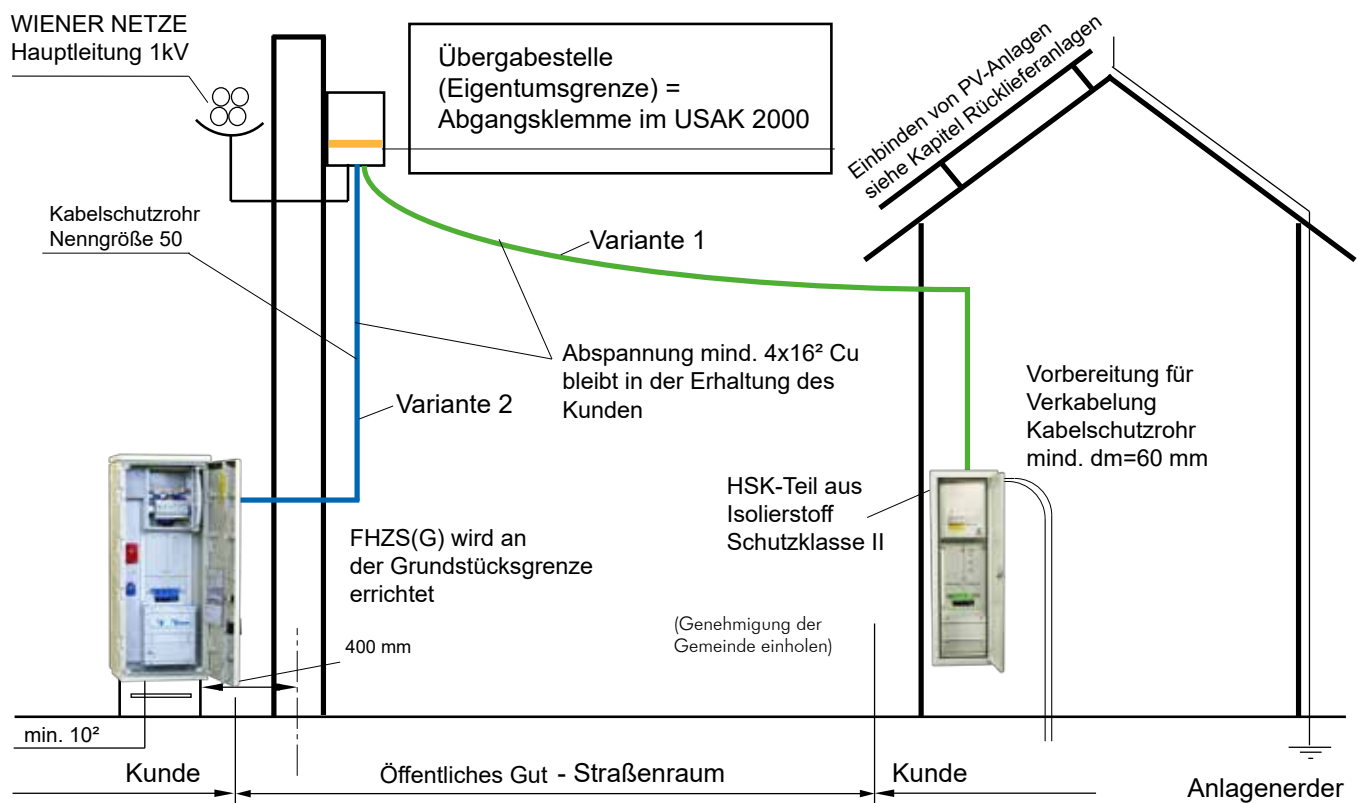 WIENER NETZE
Hauptleitung 1kV
Übergabestelle
(Eigentumsgrenze) =
Abgangsklemme im USAK 2000
Einbinden von PV-Anlagen
siehe Kapitel Rücklieferanlagen
Kabelschutzrohr
Nenngröße 50
Variante 1
Abspannung mind. 4x16² Cu
bleibt in der Erhaltung des
Kunden
Variante 2
Vorbereitung für
Verkabelung
Kabelschutzrohr
mind. dm=60 mm
HSK-Teil aus
Isolierstoff
Schutzklasse II
FHZS(G) wird an
der Grundstücksgrenze
errichtet
(Genehmigung der
Gemeinde einholen)
400 mm
min. 10²
Kunde
Öffentliches Gut - Straßenraum
Kunde
Anlagenerder